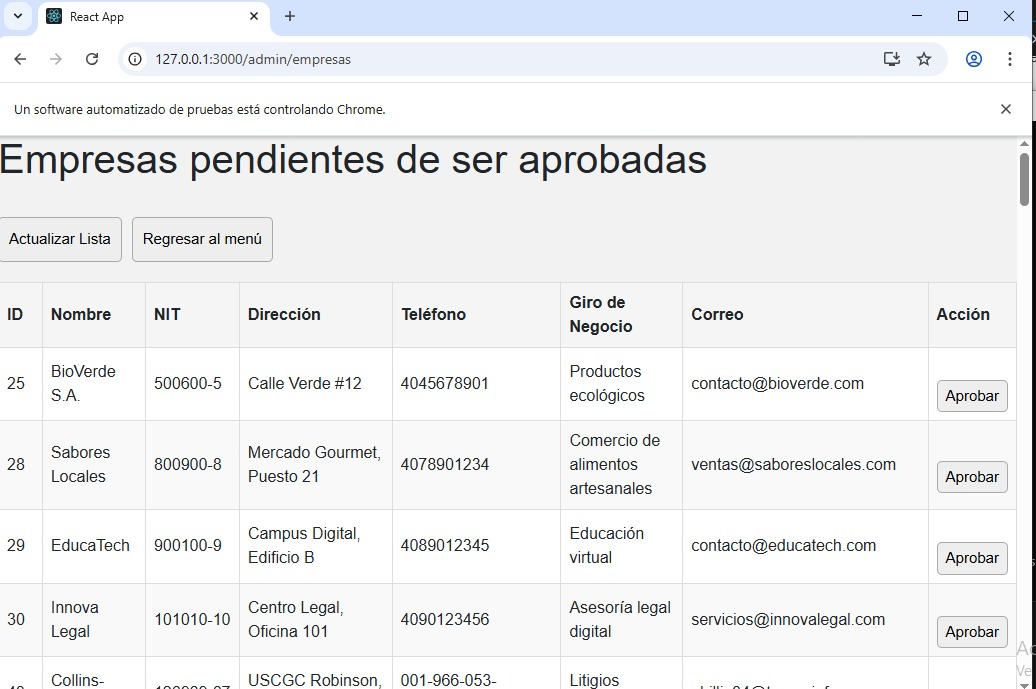 React App
127.0.0.1:3000/admin/empresas
Un software automatizado de pruebas está controlando Chrome.
Empresas pendientes de ser aprobadas
Actualizar Lista
Regresar al menú
ID Nombre NIT Dirección Teléfono Giro de Negocio Correo Acción
25 BioVerde S.A. 500600-5 Calle Verde #12 4045678901 Productos ecológicos contacto@bioverde.com Aprobar
28 Sabores Locales 800900-8 Mercado Gourmet, Puesto 21 4078901234 Comercio de alimentos artesanales ventas@saboreslocales.com Aprobar
29 EducaTech 900100-9 Campus Digital, Edificio B 4089012345 Educación virtual contacto@educatech.com Aprobar
30 Innova Legal 101010-10 Centro Legal, Oficina 101 4090123456 Asesoría legal digital servicios@innovalegal.com Aprobar
Collins- USCGC Robinson, 001-966-053- Litigios